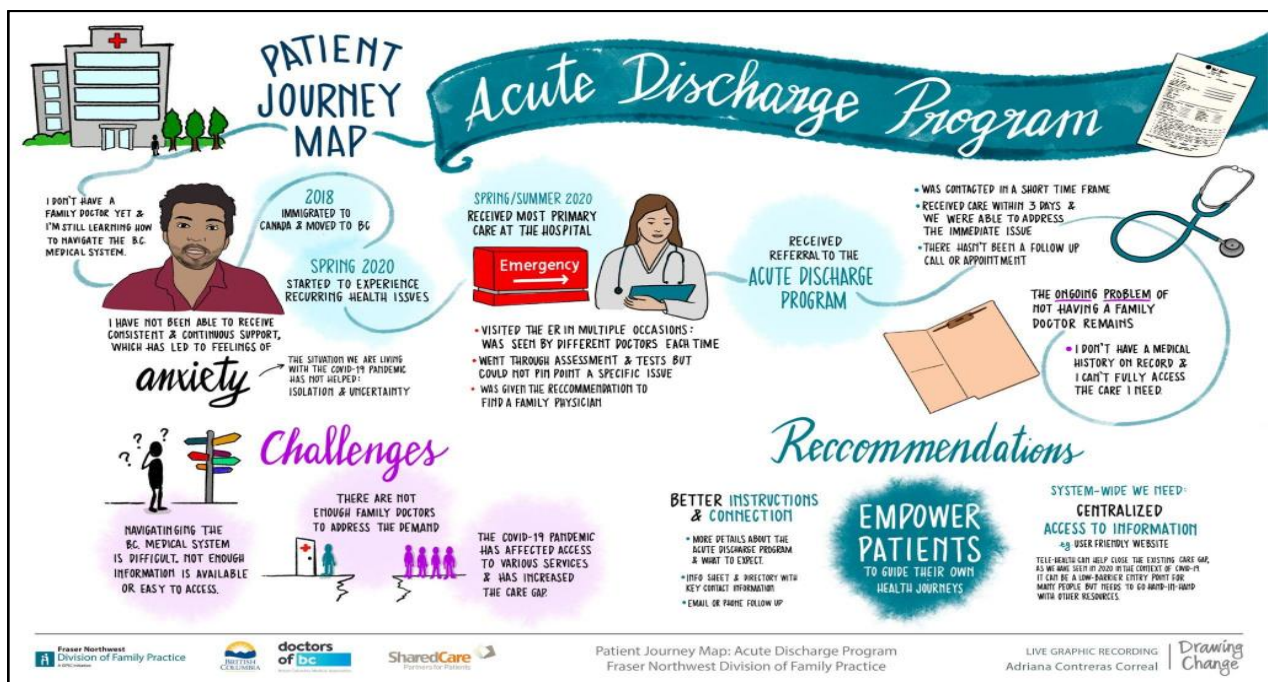 PATIENT
JOURNEY
MAP
Acute Discharge Program
I DON'T HAVE A
FAMILY DOCTOR YET &
I'M STILL LEARNING HOW
TO NAVIGATE THE B.C.
MEDICAL SYSTEM.
2018
IMMIGRATED TO
CANADA & MOVED TO BC
SPRING 2020
STARTED TO EXPERIENCE
RECURRING HEALTH ISSUES
I HAVE NOT BEEN ABLE TO RECEIVE
CONSISTENT & CONTINUOUS SUPPORT,
WHICH HAS LED TO FEELINGS OF
anxiety
THE SITUATION WE ARE LIVING
WITH THE COVID-19 PANDEMIC
HAS NOT HELPED:
ISOLATION & UNCERTAINTY
SPRING/SUMMER 2020
RECEIVED MOST PRIMARY
CARE AT THE HOSPITAL
Emergency
• VISITED THE ER IN MULTIPLE OCCASIONS:
WAS SEEN BY DIFFERENT DOCTORS EACH TIME
• WENT THROUGH ASSESSMENT & TESTS BUT
COULD NOT PIN POINT A SPECIFIC ISSUE
• WAS GIVEN THE RECCOMMENDATION TO
FIND A FAMILY PHYSICIAN
RECEIVED
REFERRAL TO THE
ACUTE DISCHARGE
PROGRAM
• WAS CONTACTED IN A SHORT TIME FRAME
• RECEIVED CARE WITHIN 3 DAYS &
WE WERE ABLE TO ADDRESS
THE IMMEDIATE ISSUE
• THERE HASN'T BEEN A FOLLOW UP
CALL OR APPOINTMENT
THE ONGOING PROBLEM OF
NOT HAVING A FAMILY
DOCTOR REMAINS
• I DON'T HAVE A MEDICAL
HISTORY ON RECORD &
I CAN'T FULLY ACCESS
THE CARE I NEED.
Challenges
NAVIGATINGING THE
B.C. MEDICAL SYSTEM
IS DIFFICULT. NOT ENOUGH
INFORMATION IS AVAILABLE
OR EASY TO ACCESS.
THERE ARE NOT
ENOUGH FAMILY DOCTORS
TO ADDRESS THE DEMAND
THE COVID-19 PANDEMIC
HAS AFFECTED ACCESS
TO VARIOUS SERVICES
& HAS INCREASED
THE CARE GAP.
Reccommendations
BETTER INSTRUCTIONS
& CONNECTION
• MORE DETAILS ABOUT THE
ACUTE DISCHARGE PROGRAM
& WHAT TO EXPECT.
• INFO SHEET & DIRECTORY WITH
KEY CONTACT INFORMATION
• EMAIL OR PHONE FOLLOW UP
EMPOWER
PATIENTS
TO GUIDE THEIR OWN
HEALTH JOURNEYS
SYSTEM-WIDE WE NEED:
CENTRALIZED
ACCESS TO INFORMATION
eg. USER FRIENDLY WEBSITE
TELE-HEALTH CAN HELP CLOSE THE EXISTING CARE GAP,
AS WE HAVE SEEN IN 2020 IN THE CONTEXT OF COVID-19.
IT CAN BE A LOW-BARRIER ENTRY POINT FOR
MANY PEOPLE BUT NEEDS TO GO HAND-IN-HAND
WITH OTHER RESOURCES.
Fraser Northwest
Division of Family Practice
A GPSC initiative
BRITISH
COLUMBIA
doctors
of bc
SharedCare
Partners for Patients
Patient Journey Map: Acute Discharge Program
Fraser Northwest Division of Family Practice
LIVE GRAPHIC RECORDING
Adriana Contreras Correal
Drawing
Change